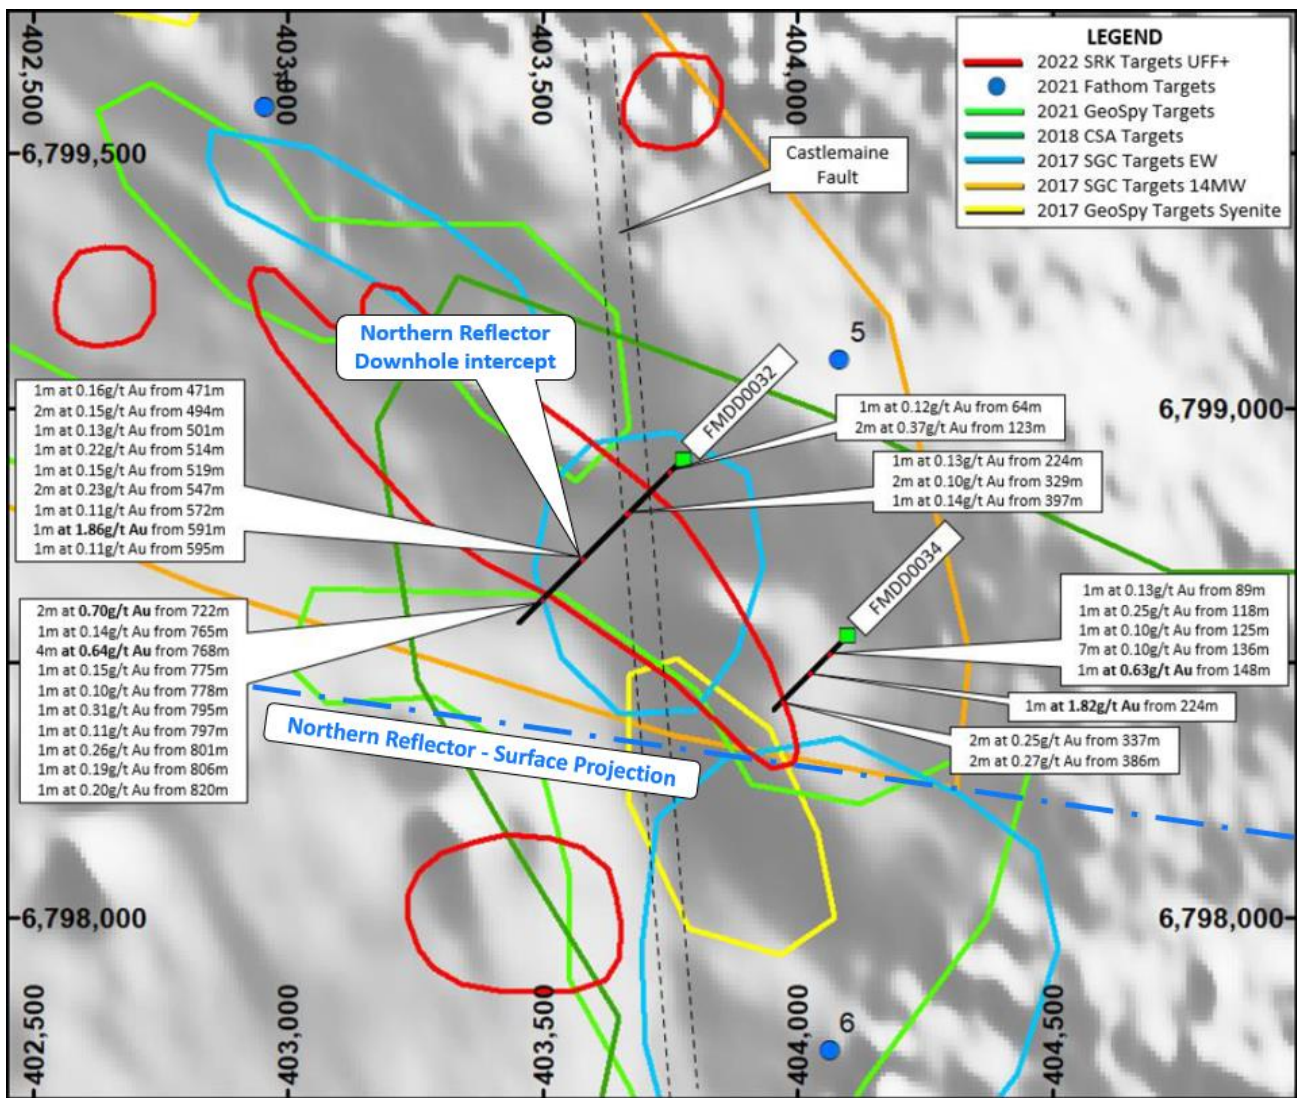 402,500
403,000
403,500
404,000
LEGEND
2022 SRK Targets UFF+
2021 Fathom Targets
2021 GeoSpy Targets
2018 CSA Targets
2017 SGC Targets EW
2017 SGC Targets 14MW
2017 GeoSpy Targets Syenite
6,799,500
Castlemaine
Fault
Northern Reflector
Downhole intercept
5
FMDD0032
6,799,000
1m at 0.16g/t Au from 471m
2m at 0.15g/t Au from 494m
1m at 0.13g/t Au from 501m
1m at 0.22g/t Au from 514m
1m at 0.15g/t Au from 519m
2m at 0.23g/t Au from 547m
1m at 0.11g/t Au from 572m
1m at 1.86g/t Au from 591m
1m at 0.11g/t Au from 595m
1m at 0.12g/t Au from 64m
2m at 0.37g/t Au from 123m
1m at 0.13g/t Au from 224m
2m at 0.10g/t Au from 329m
1m at 0.14g/t Au from 397m
FMDD0034
1m at 0.13g/t Au from 89m
1m at 0.25g/t Au from 118m
1m at 0.10g/t Au from 125m
7m at 0.10g/t Au from 136m
1m at 0.63g/t Au from 148m
2m at 0.70g/t Au from 722m
1m at 0.14g/t Au from 765m
4m at 0.64g/t Au from 768m
1m at 0.15g/t Au from 775m
1m at 0.10g/t Au from 778m
1m at 0.31g/t Au from 795m
1m at 0.11g/t Au from 797m
1m at 0.26g/t Au from 801m
1m at 0.19g/t Au from 806m
1m at 0.20g/t Au from 820m
1m at 1.82g/t Au from 224m
2m at 0.25g/t Au from 337m
2m at 0.27g/t Au from 386m
Northern Reflector - Surface Projection
6,798,000
6,798,000
6
402,500
403,000
403,500
404,000
404,500